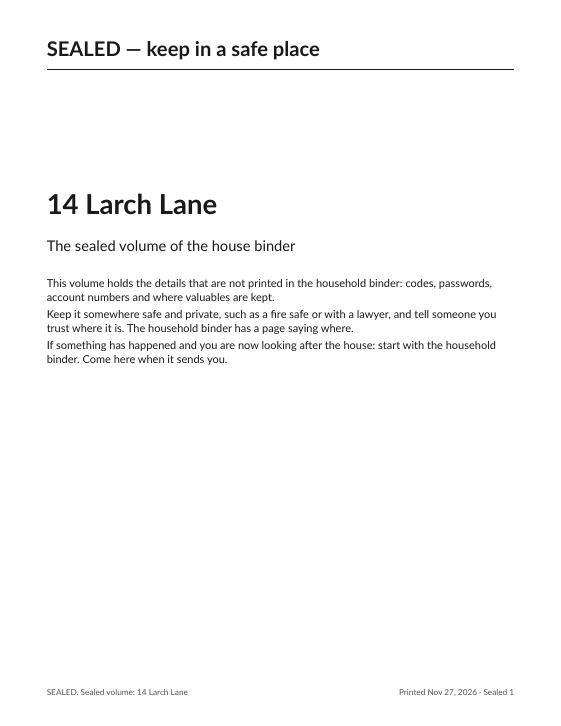 SEALED — keep in a safe place
14 Larch Lane
The sealed volume of the house binder
This volume holds the details that are not printed in the household binder: codes, passwords,
account numbers and where valuables are kept.
Keep it somewhere safe and private, such as a fire safe or with a lawyer, and tell someone you
trust where it is. The household binder has a page saying where.
If something has happened and you are now looking after the house: start with the household
binder. Come here when it sends you.
SEALED. Sealed volume: 14 Larch Lane
Printed Nov 27, 2026 · Sealed 1